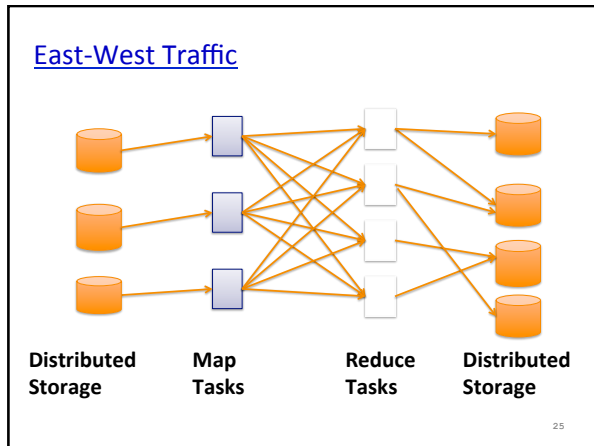 East-West Traffic
Distributed Storage
Map Tasks
Reduce Tasks
Distributed Storage
25